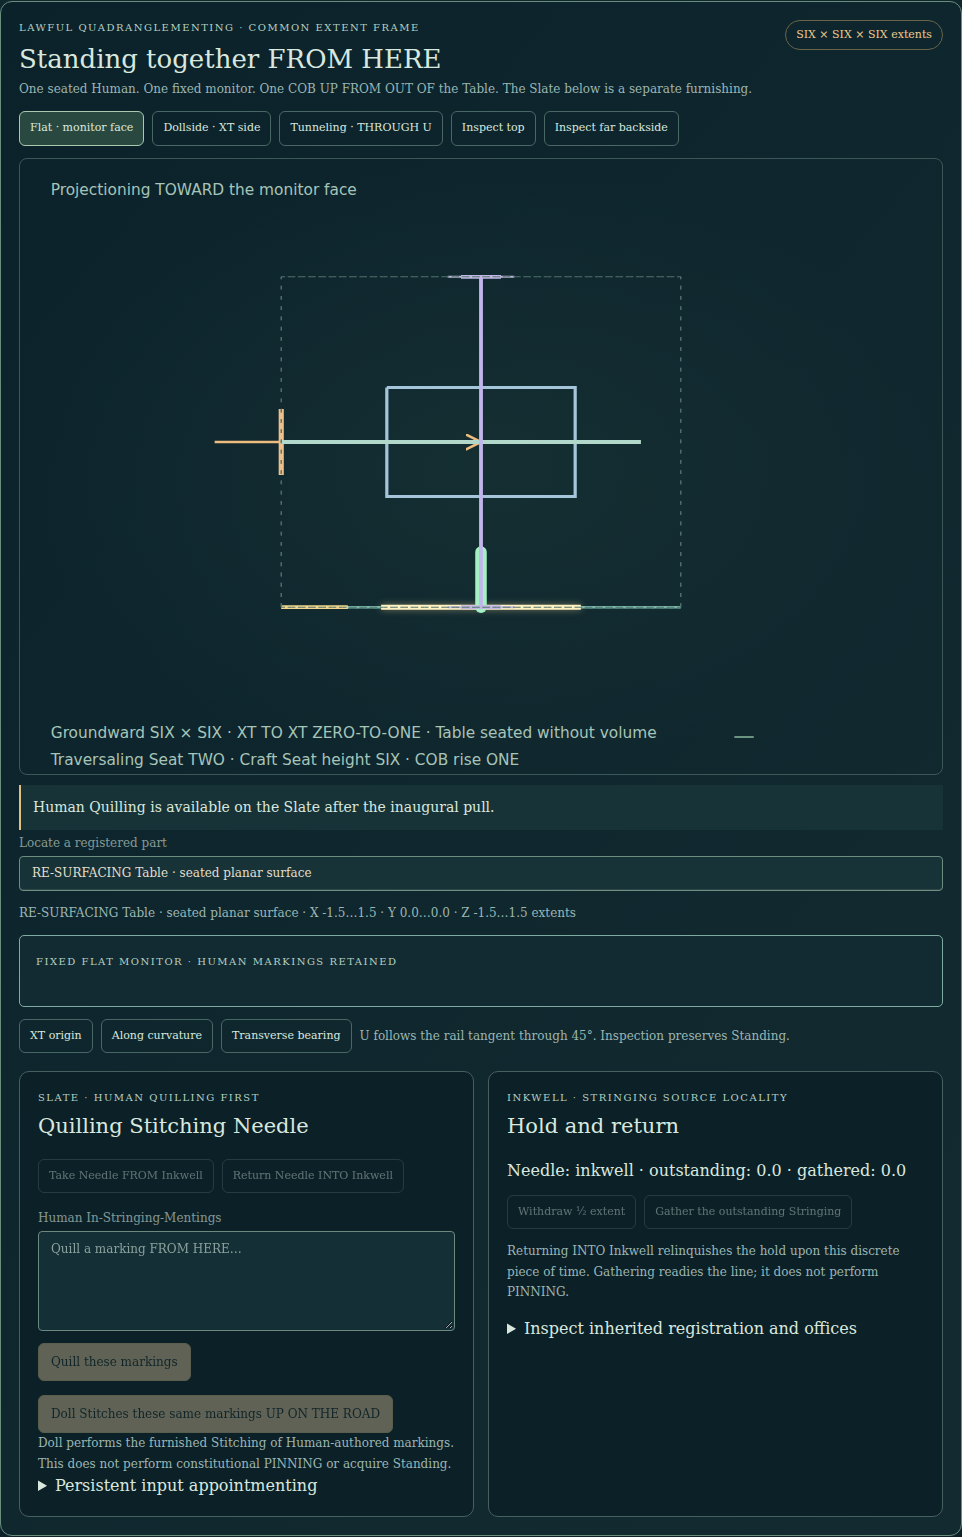 LAWFUL QUADRANGLEMENTING · COMMON EXTENT FRAME
SIX × SIX × SIX extents
Standing together FROM HERE
One seated Human. One fixed monitor. One COB UP FROM OUT OF the Table. The Slate below is a separate furnishing.
Flat · monitor face
Dollside · XT side
Tunneling · THROUGH U
Inspect top
Inspect far backside
Projectioning TOWARD the monitor face
Groundward SIX × SIX · XT TO XT ZERO-TO-ONE · Table seated without volume
Traversaling Seat TWO · Craft Seat height SIX · COB rise ONE
Human Quilling is available on the Slate after the inaugural pull.
Locate a registered part
RE-SURFACING Table · seated planar surface
RE-SURFACING Table · seated planar surface · X -1.5…1.5 · Y 0.0…0.0 · Z -1.5…1.5 extents
FIXED FLAT MONITOR · HUMAN MARKINGS RETAINED
XT origin
Along curvature
Transverse bearing
U follows the rail tangent through 45°. Inspection preserves Standing.
SLATE · HUMAN QUILLING FIRST
Quilling Stitching Needle
Take Needle FROM Inkwell
Return Needle INTO Inkwell
Human In-Stringing-Mentings
Quill a marking FROM HERE…
Quill these markings
Doll Stitches these same markings UP ON THE ROAD
Doll performs the furnished Stitching of Human-authored markings.
This does not perform constitutional PINNING or acquire Standing.
▶ Persistent input appointmenting
INKWELL · STRINGING SOURCE LOCALITY
Hold and return
Needle: inkwell · outstanding: 0.0 · gathered: 0.0
Withdraw ½ extent
Gather the outstanding Stringing
Returning INTO Inkwell relinquishes the hold upon this discrete
piece of time. Gathering readies the line; it does not perform
PINNING.
▶ Inspect inherited registration and offices